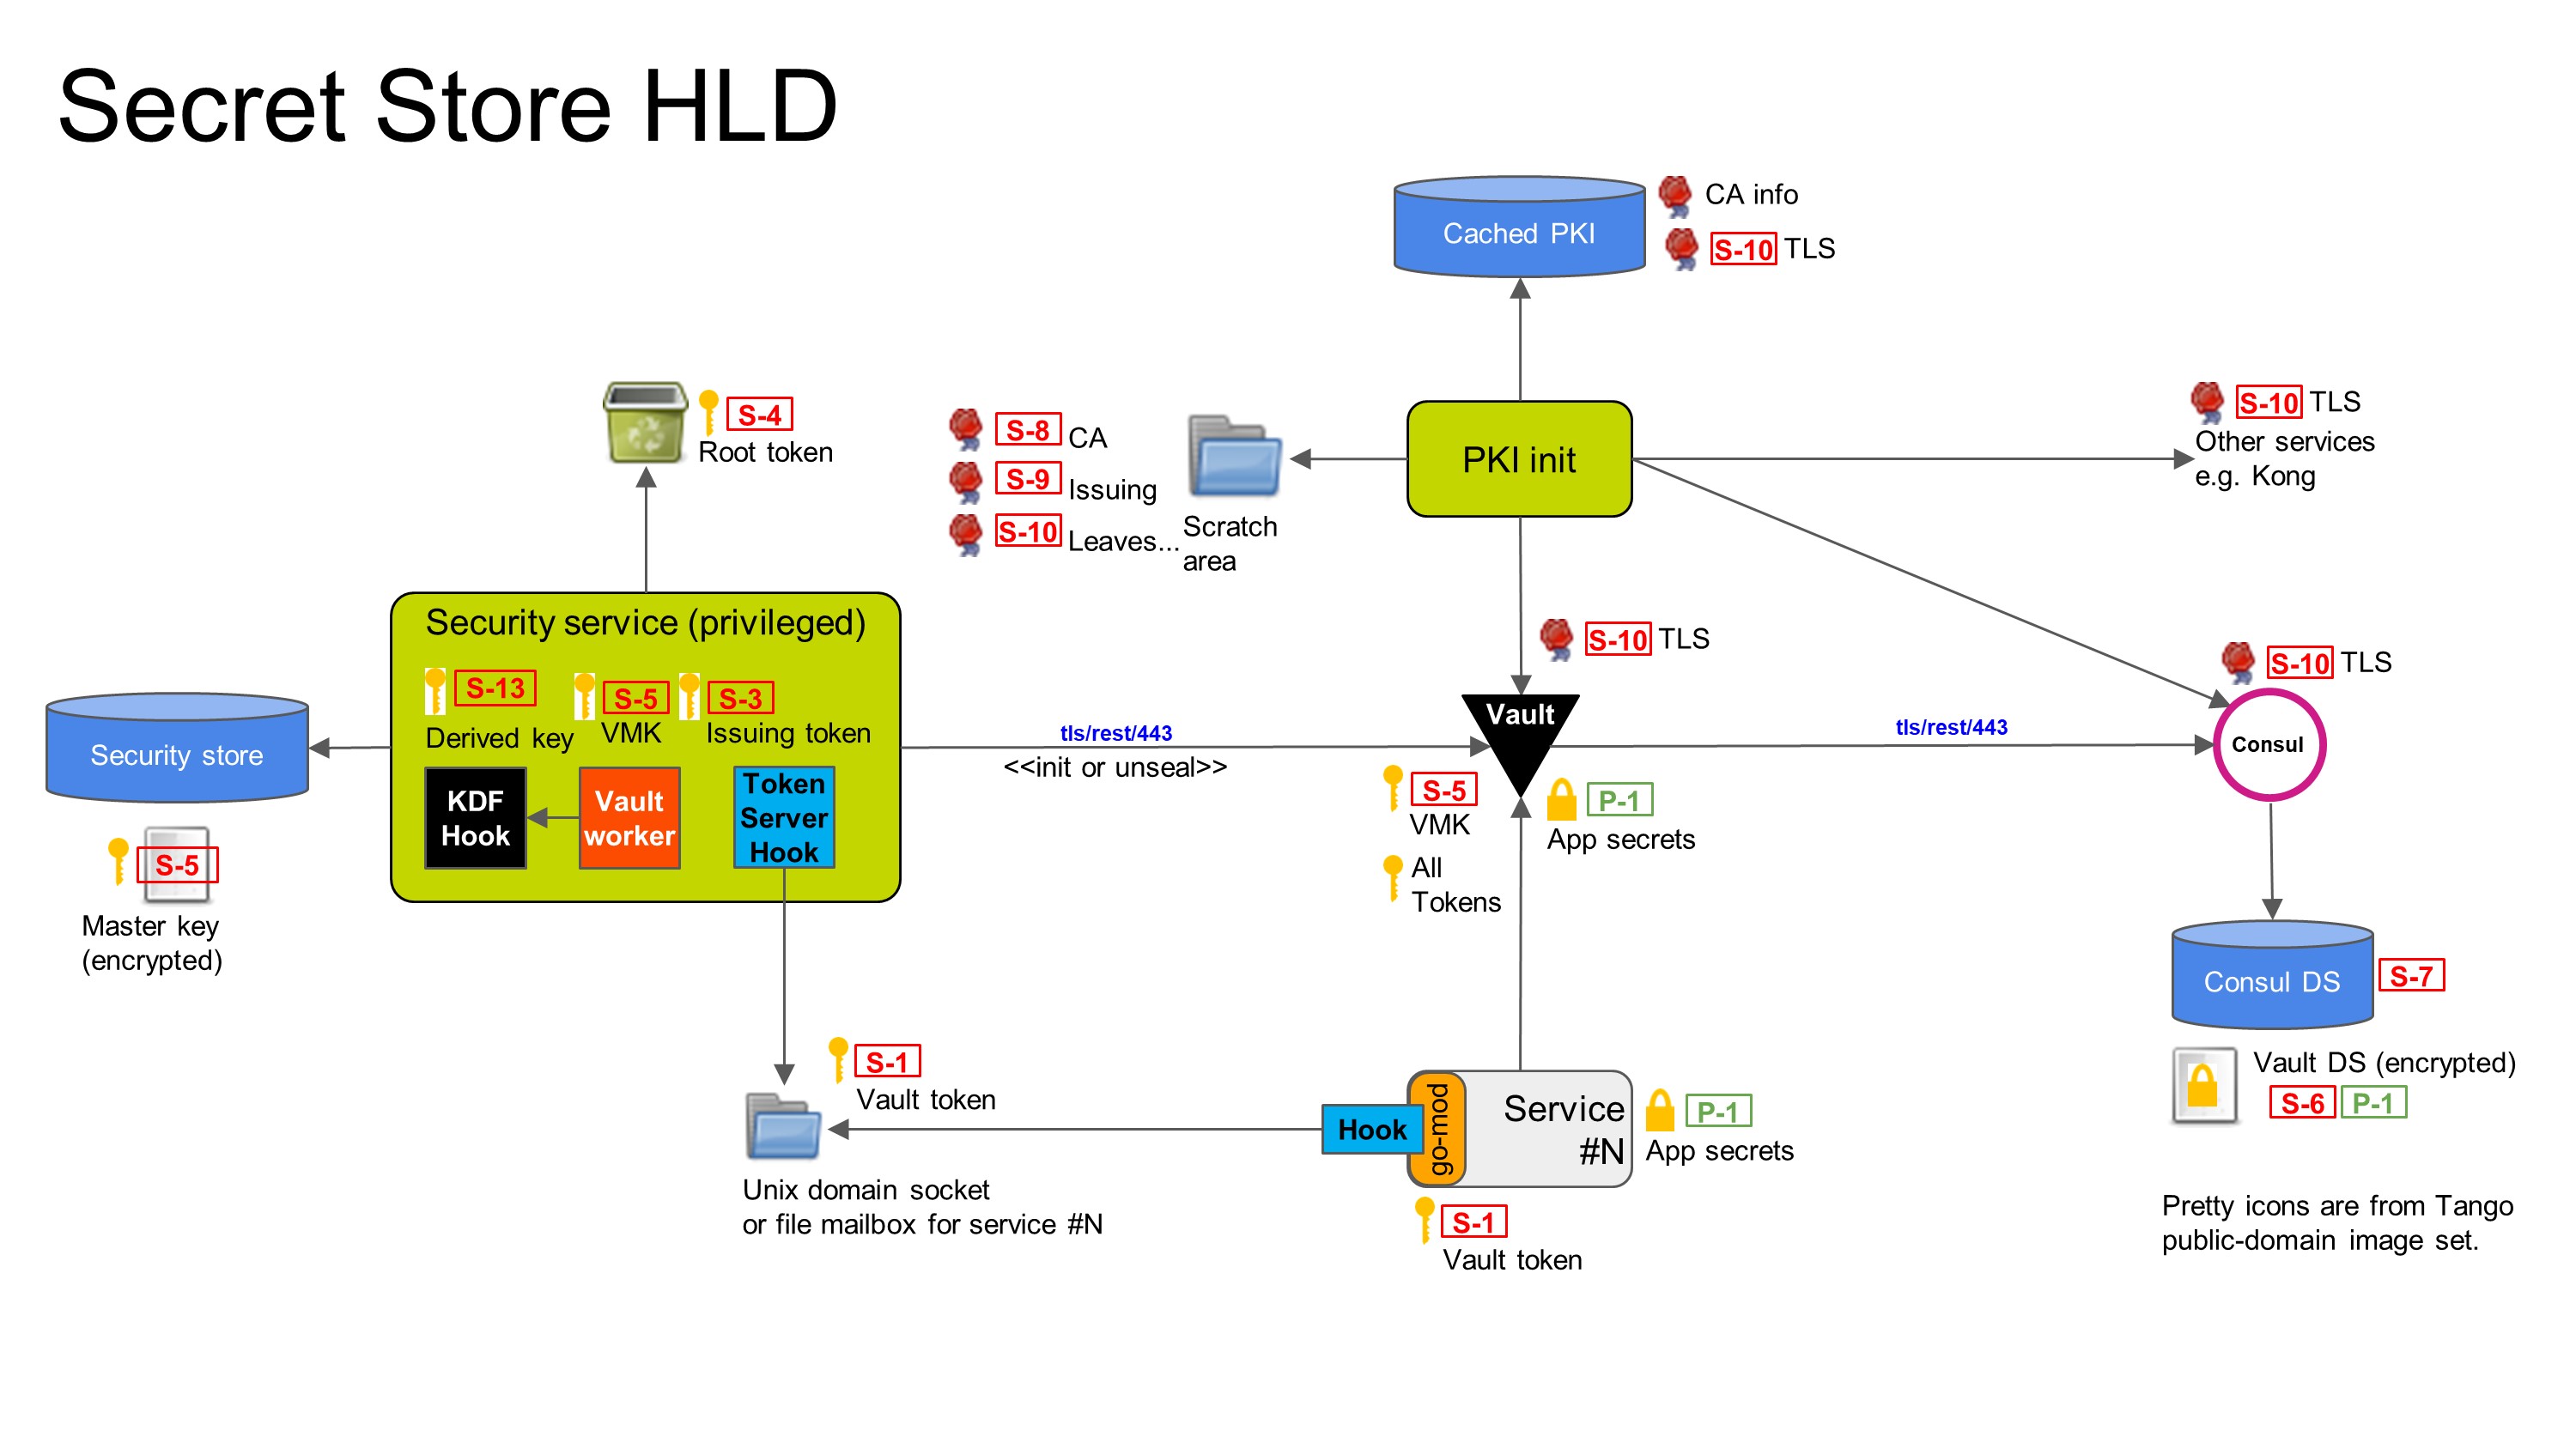 Secret Store HLD
Cached PKI
CA info
S-10 TLS
S-4
Root token
S-8 CA
S-9 Issuing
S-10 Leaves...
Scratch
area
PKI init
S-10 TLS
Other services
e.g. Kong
Security service (privileged)
S-13
Derived key
S-5
VMK
S-3
Issuing token
KDF
Hook
Vault
worker
Token
Server
Hook
Security store
S-5
Master key
(encrypted)
tls/rest/443
<<init or unseal>>
S-10 TLS
Vault
S-5
VMK
All
Tokens
P-1
App secrets
tls/rest/443
S-10 TLS
Consul
Consul DS
S-7
Vault DS (encrypted)
S-6 P-1
S-1
Vault token
Unix domain socket
or file mailbox for service #N
Hook
go-mod
Service
#N
P-1
App secrets
S-1
Vault token
Pretty icons are from Tango
public-domain image set.